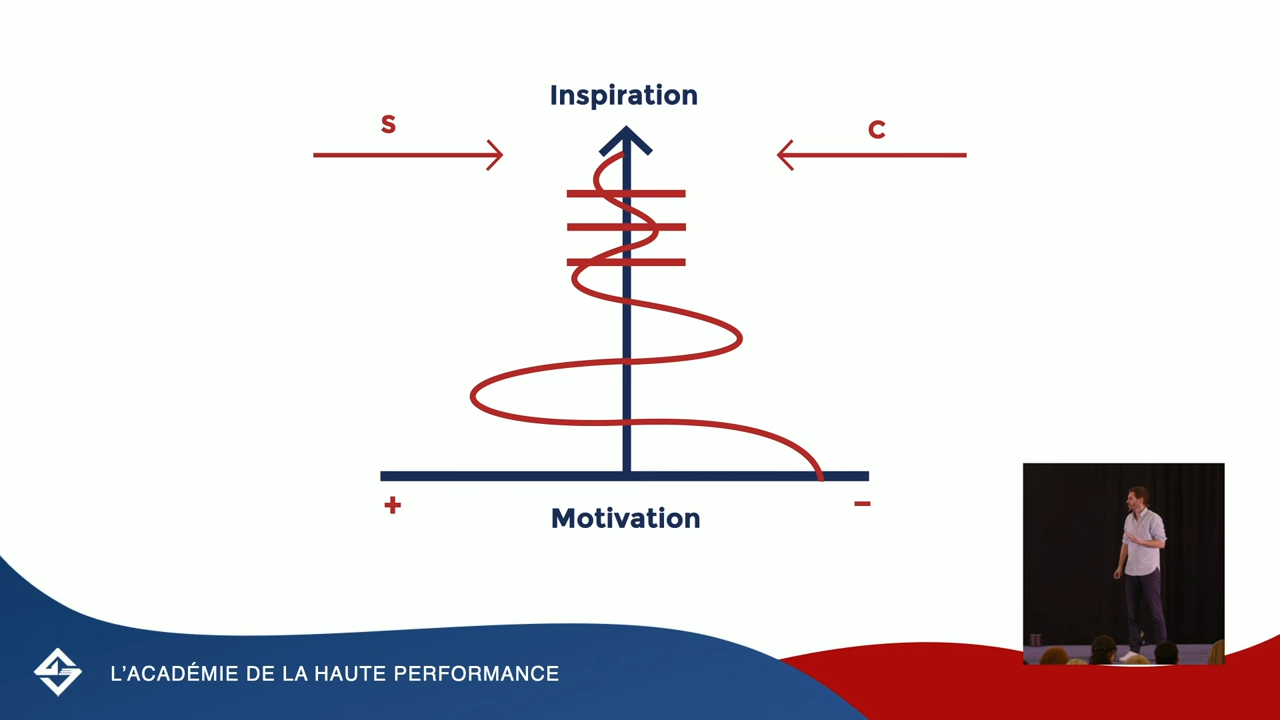 Inspiration
S
C
+
−
Motivation
L'ACADÉMIE DE LA HAUTE PERFORMANCE